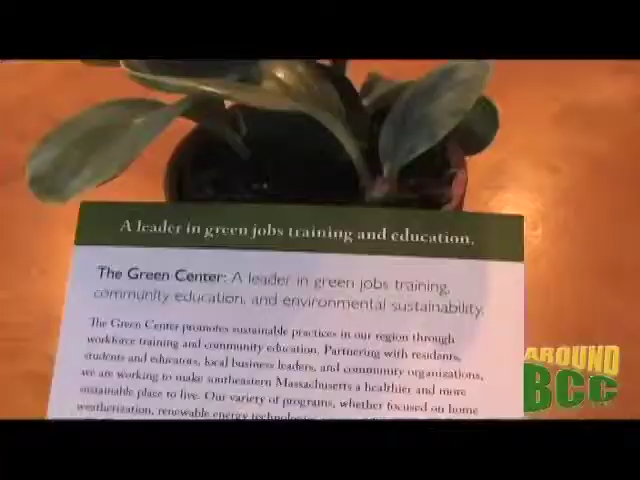 A leader in green jobs training and education.
The Green Center: A leader in green jobs training,
community education, and environmental sustainability.
The Green Center promotes sustainable practices in our region through
workforce training and community education. Partnering with residents,
students and educators, local business leaders, and community organizations,
we are working to make southeastern Massachusetts a healthier and more
sustainable place to live. Our variety of programs, whether focused on home
weatherization, renewable energy
AROUND
BCC